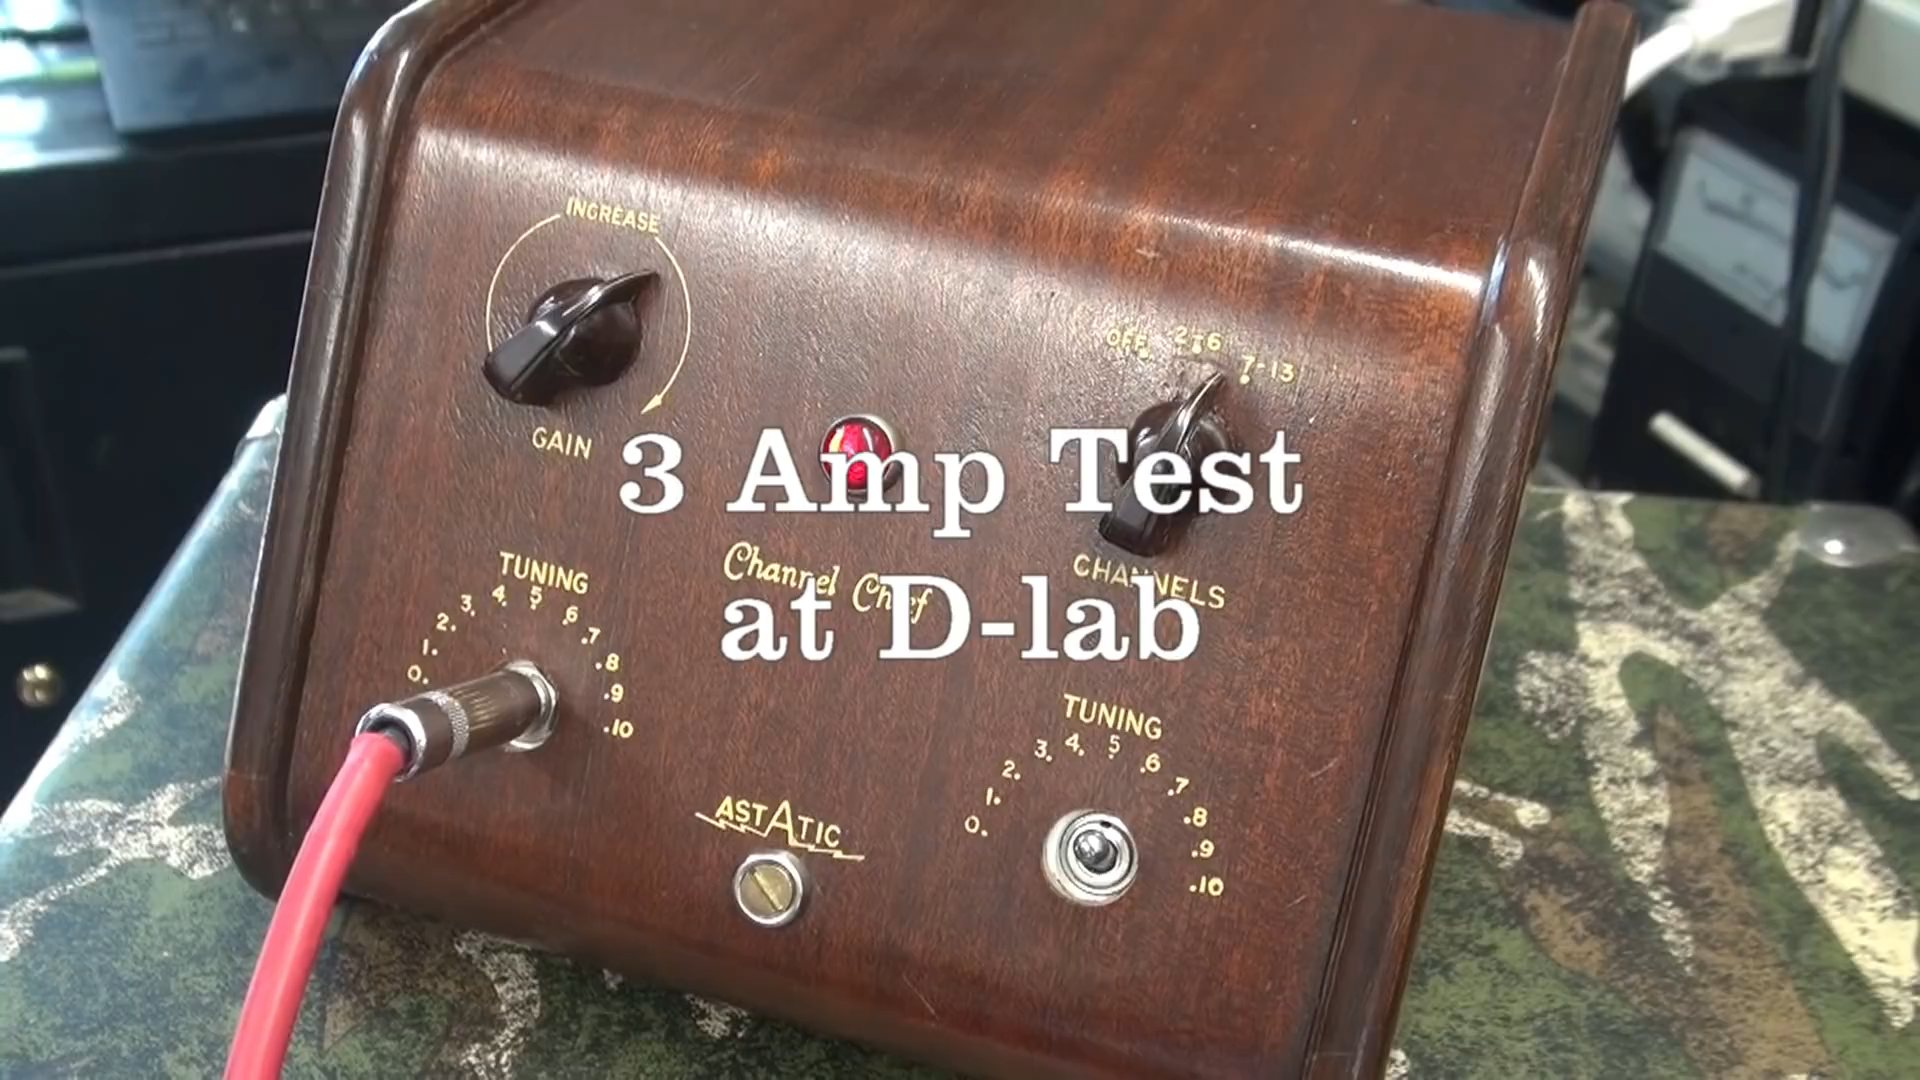 INCREASE
GAIN
OFF 2-6 7-13
3 Amp Test
Channel Chief
CHANNELS
at D-lab
TUNING
0. 1. 2. 3. 4. 5 .6 .7 .8 .9 .10
TUNING
0. 1. 2. 3. 4. 5 .6 .7 .8 .9 .10
ASTATIC